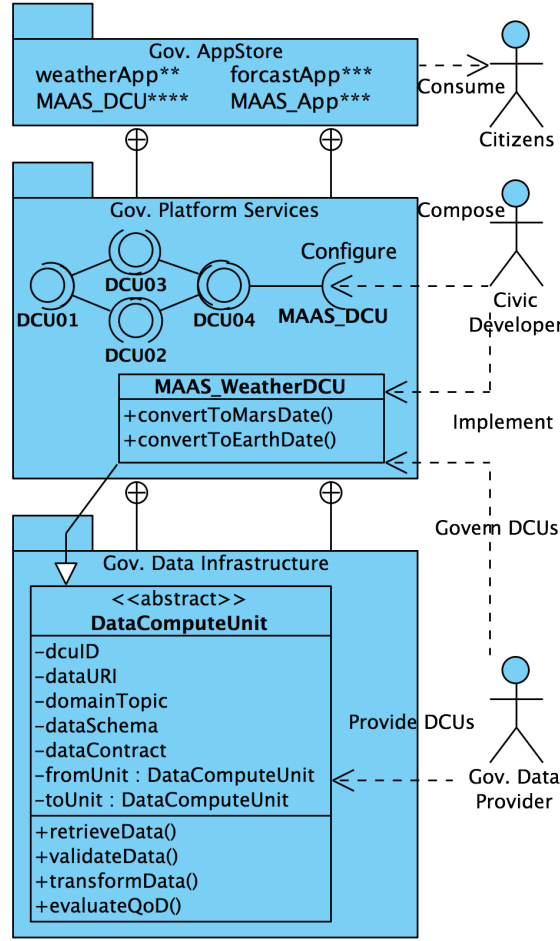 Gov. AppStore
weatherApp** forcastApp***
MAAS_DCU**** MAAS_App***
Consume
Citizens
Gov. Platform Services
Compose
Configure
DCU03
DCU01
DCU04
MAAS_DCU
DCU02
Civic
Developer
MAAS_WeatherDCU
+convertToMarsDate()
+convertToEarthDate()
Implement
Govern DCUs
Gov. Data Infrastructure
<<abstract>>
DataComputeUnit
-dcuID
-dataURI
-domainTopic
-dataSchema
-dataContract
-fromUnit : DataComputeUnit
-toUnit : DataComputeUnit
+retrieveData()
+validateData()
+transformData()
+evaluateQoD()
Provide DCUs
Gov. Data
Provider